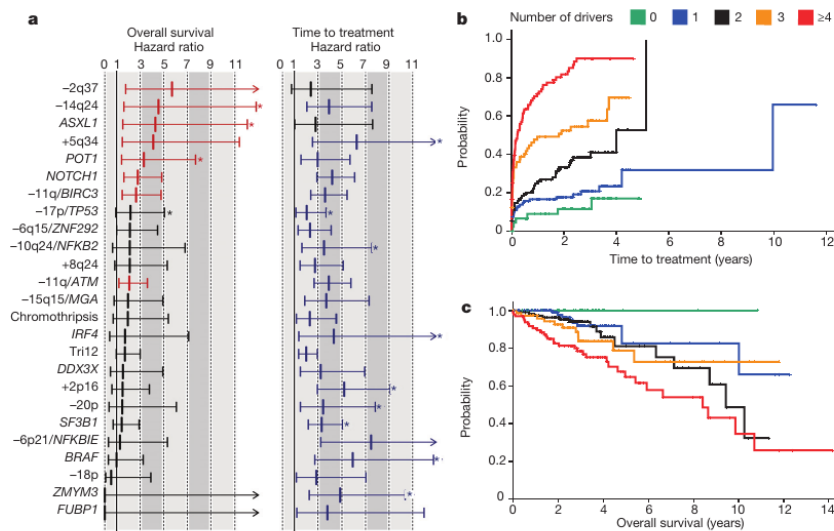 a
Overall survival
Hazard ratio
0 1 3 5 7 9 11
Time to treatment
Hazard ratio
0 1 3 5 7 9 11
−2q37
−14q24 *
ASXL1 *
+5q34 *
POT1 *
NOTCH1
−11q/BIRC3
−17p/TP53 * *
−6q15/ZNF292
−10q24/NFKB2 *
+8q24
−11q/ATM
−15q15/MGA
Chromothripsis
IRF4 *
Tri12
DDX3X
+2p16 *
−20p *
SF3B1 *
−6p21/NFKBIE
BRAF *
−18p
ZMYM3 *
FUBP1
b
Number of drivers 0 1 2 3 ≥4
Probability
1.0
0.8
0.6
0.4
0.2
0
0 2 4 6 8 10 12
Time to treatment (years)
c
Probability
1.0
0.8
0.6
0.4
0.2
0
0 2 4 6 8 10 12 14
Overall survival (years)